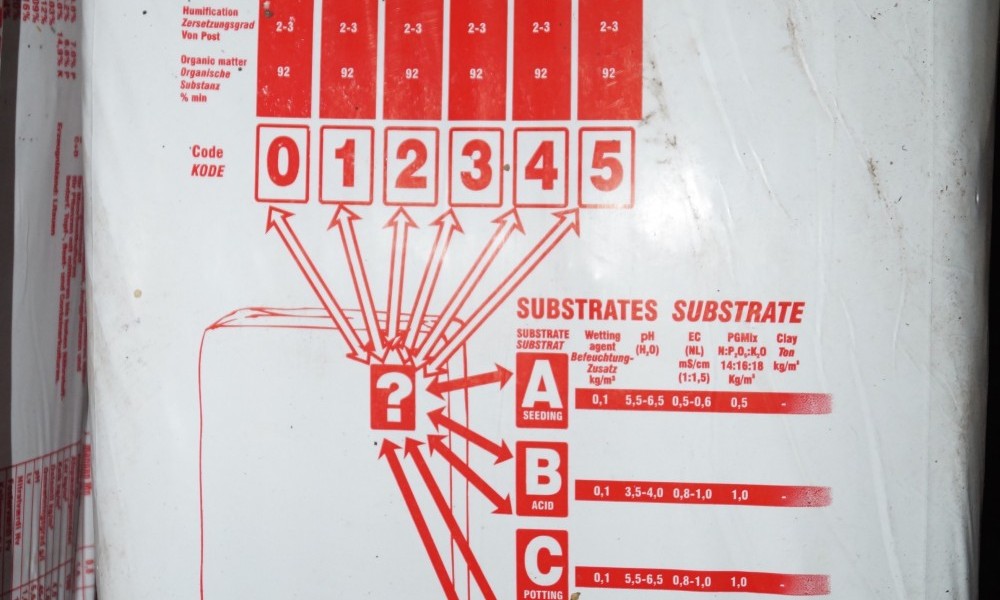 Humification
Zersetzungsgrad
Von Post
2-3 2-3 2-3 2-3 2-3 2-3
Organic matter
Organische
Substanz
% min
92 92 92 92 92 92
Code
KODE
0 1 2 3 4 5
SUBSTRATES SUBSTRATE
SUBSTRATE
SUBSTRAT
Wetting
agent
Befeuchtung-
Zusatz
kg/m³
pH
(H₂O)
EC
(NL)
mS/cm
(1:1,5)
PGMix
N:P₂O₅:K₂O
14:16:18
Kg/m³
Clay
Ton
kg/m³
?
A
SEEDING
0,1 5,5-6,5 0,5-0,6 0,5 -
B
ACID
0,1 3,5-4,0 0,8-1,0 1,0 -
C
POTTING
0,1 5,5-6,5 0,8-1,0 1,0 -